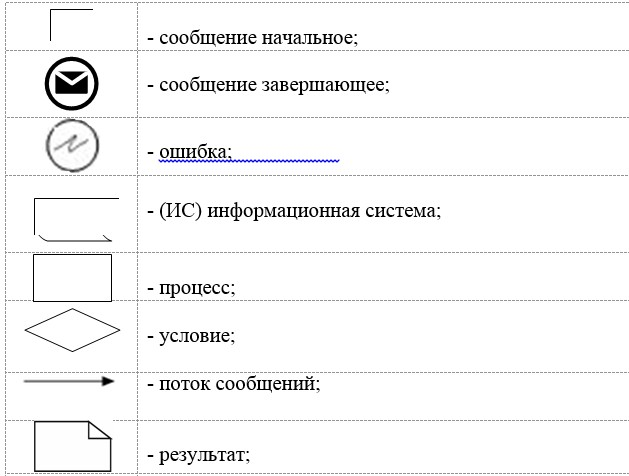 - сообщение начальное;
- сообщение завершающее;
- ошибка;
- (ИС) информационная система;
- процесс;
- условие;
- поток сообщений;
- результат;